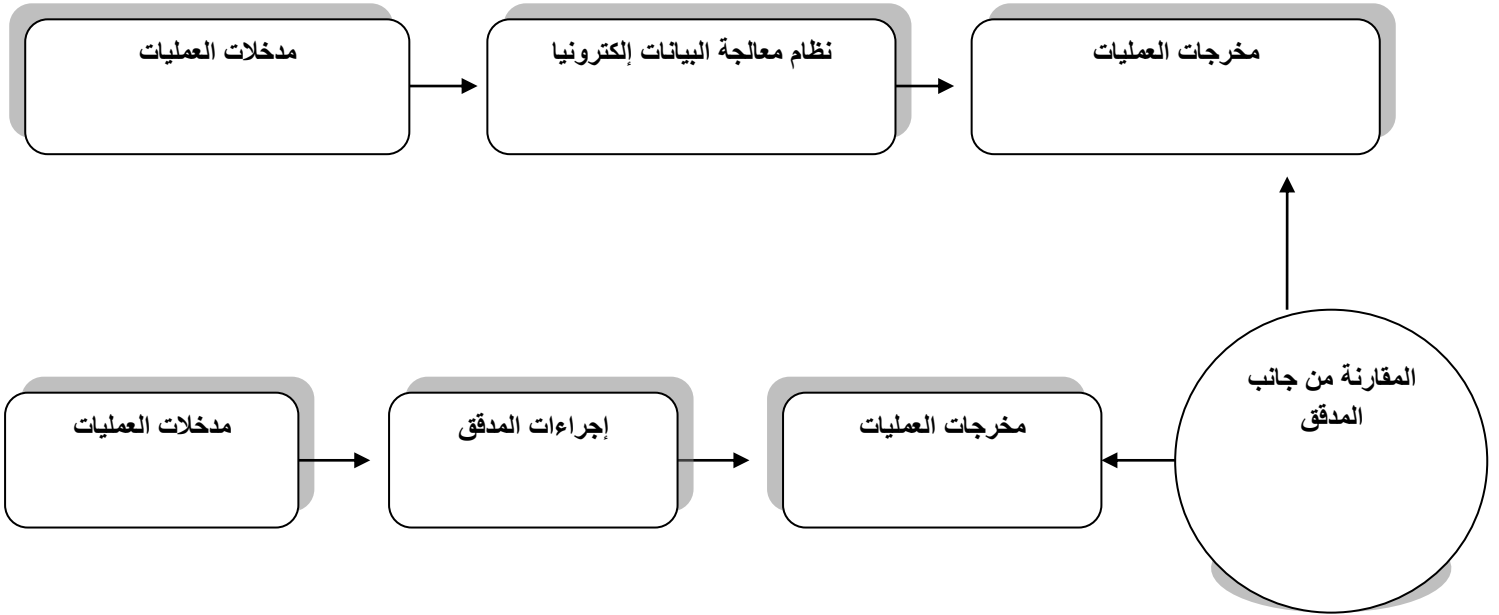 مدخلات العمليات
نظام معالجة البيانات إلكترونيا
مخرجات العمليات
المقارنة من جانب
المدقق
مدخلات العمليات
إجراءات المدقق
مخرجات العمليات